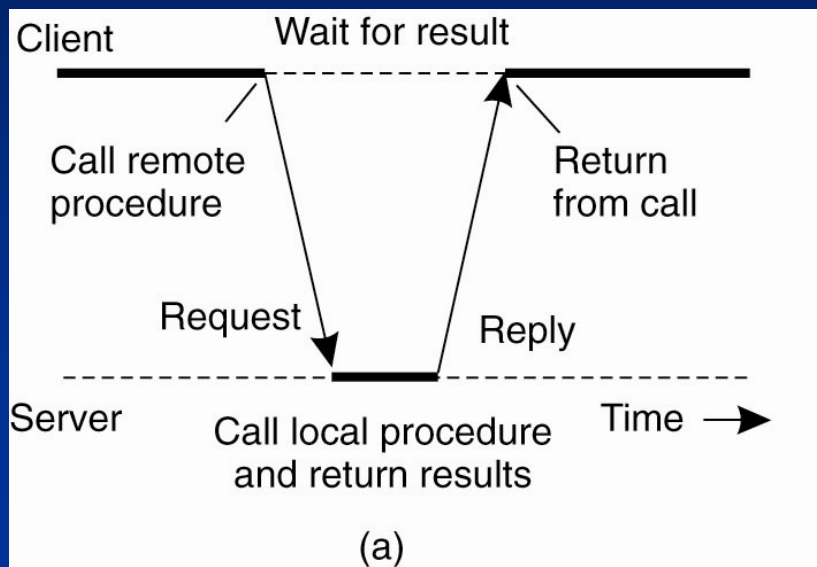 Client
Wait for result
Call remote
procedure
Return
from call
Request
Reply
Server
Time
Call local procedure
and return results
(a)